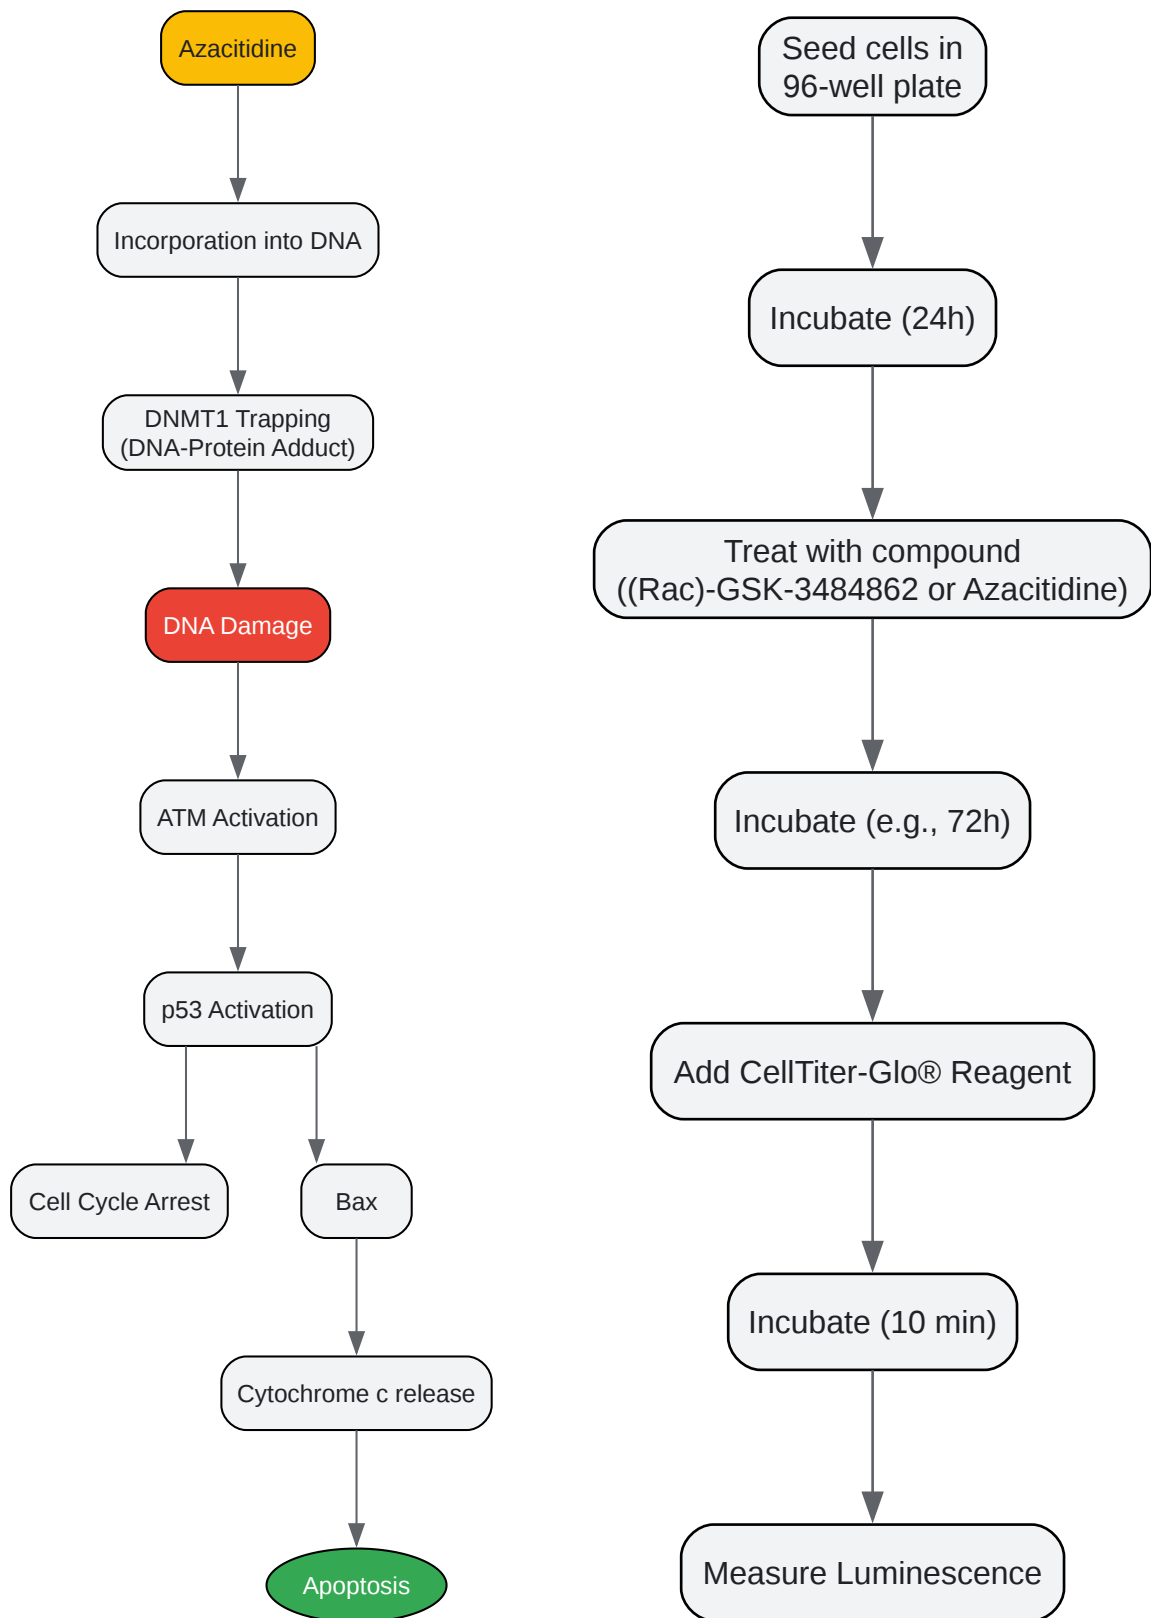 Azacitidine
Incorporation into DNA
DNMT1 Trapping
(DNA-Protein Adduct)
DNA Damage
ATM Activation
p53 Activation
Cell Cycle Arrest
Bax
Cytochrome c release
Apoptosis
Seed cells in
96-well plate
Incubate (24h)
Treat with compound
((Rac)-GSK-3484862 or Azacitidine)
Incubate (e.g., 72h)
Add CellTiter-Glo® Reagent
Incubate (10 min)
Measure Luminescence